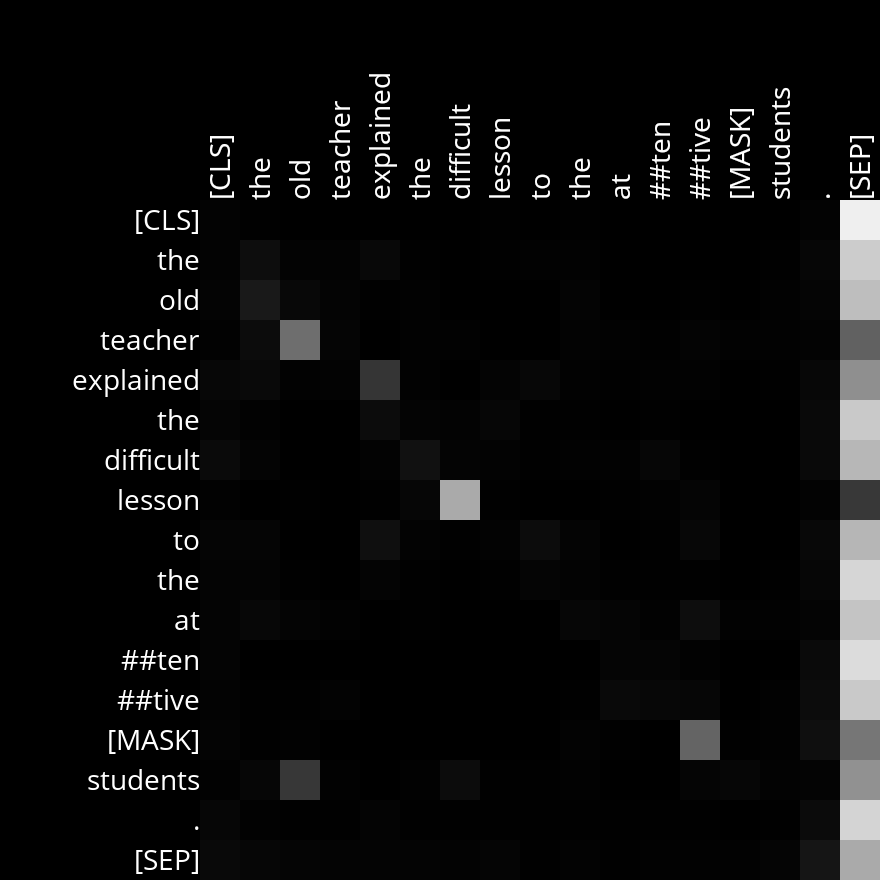 [CLS]
the
old
teacher
explained
the
difficult
lesson
to
the
at
##ten
##tive
[MASK]
students
.
[SEP]
[CLS]
the
old
teacher
explained
the
difficult
lesson
to
the
at
##ten
##tive
[MASK]
students
.
[SEP]